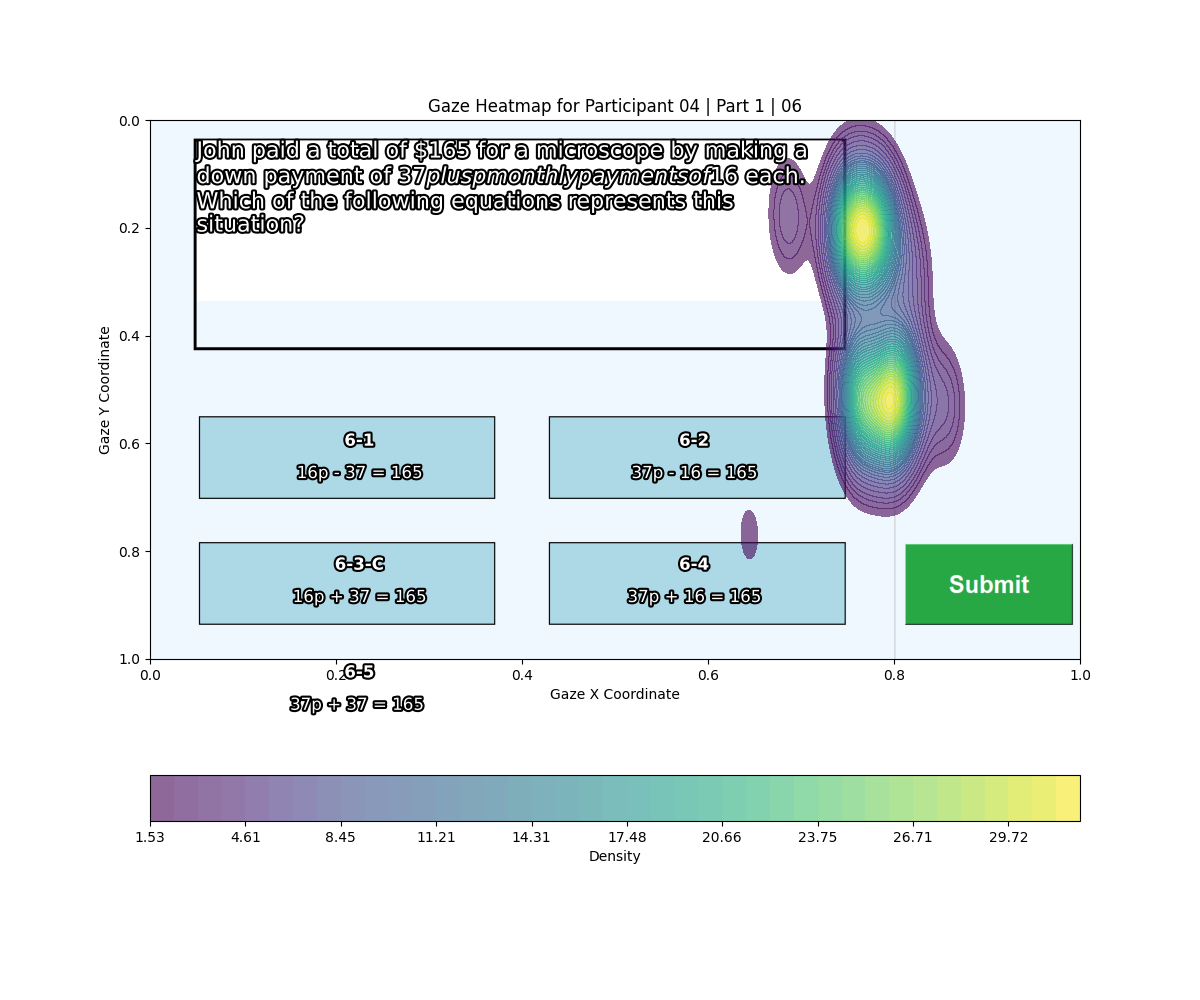 Gaze Heatmap for Participant 04 | Part 1 | 06
John paid a total of $165 for a microscope by making a
down payment of 37pluspmonthlypaymentsof16 each.
Which of the following equations represents this
situation?
6-1
16p - 37 = 165
6-2
37p - 16 = 165
6-3-C
16p + 37 = 165
6-4
37p + 16 = 165
Submit
6-5
37p + 37 = 165
0.0
0.2
0.4
0.6
0.8
1.0
Gaze Y Coordinate
0.0 0.2 0.4 0.6 0.8 1.0
Gaze X Coordinate
1.53 4.61 8.45 11.21 14.31 17.48 20.66 23.75 26.71 29.72
Density